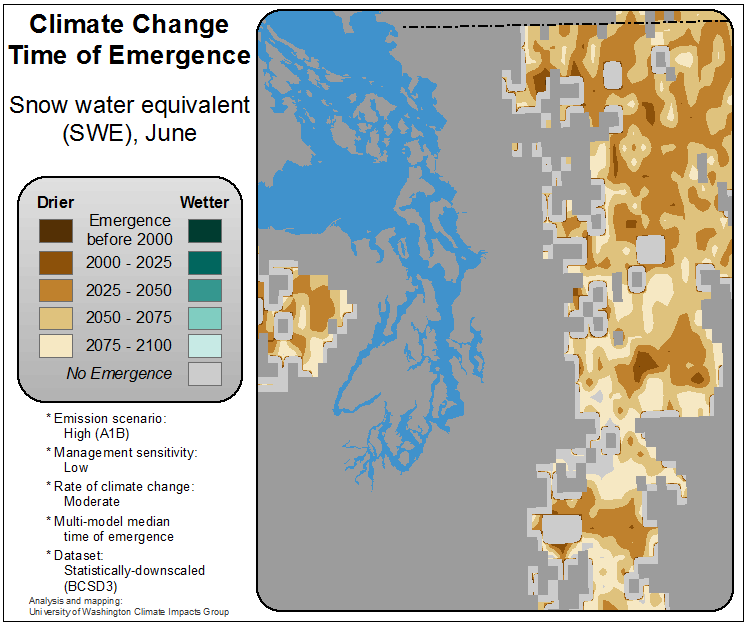 Climate Change
Time of Emergence
Snow water equivalent
(SWE), June
Drier Wetter
Emergence
before 2000
2000 - 2025
2025 - 2050
2050 - 2075
2075 - 2100
No Emergence
* Emission scenario:
High (A1B)
* Management sensitivity:
Low
* Rate of climate change:
Moderate
* Multi-model median
time of emergence
* Dataset:
Statistically-downscaled
(BCSD3)
Analysis and mapping:
University of Washington Climate Impacts Group